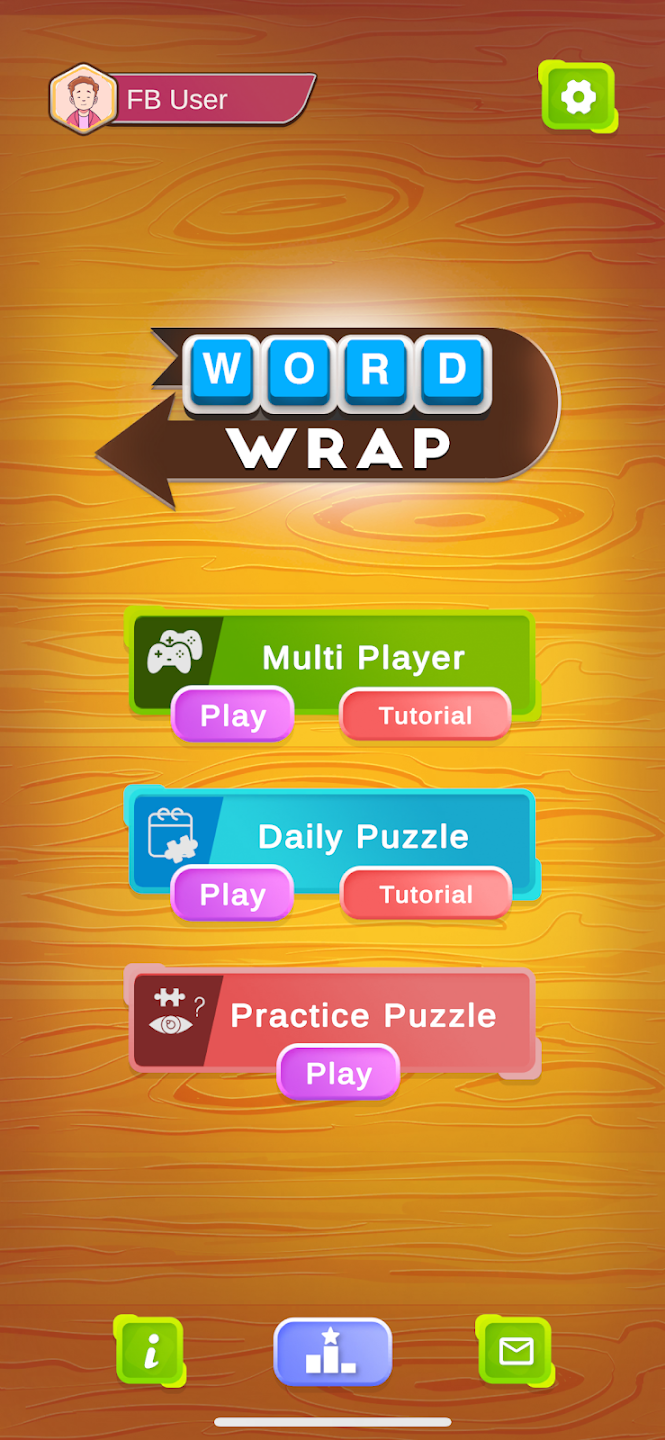 FB User
WORD
WRAP
Multi Player
Play
Tutorial
Daily Puzzle
Play
Tutorial
?
Practice Puzzle
Play
i